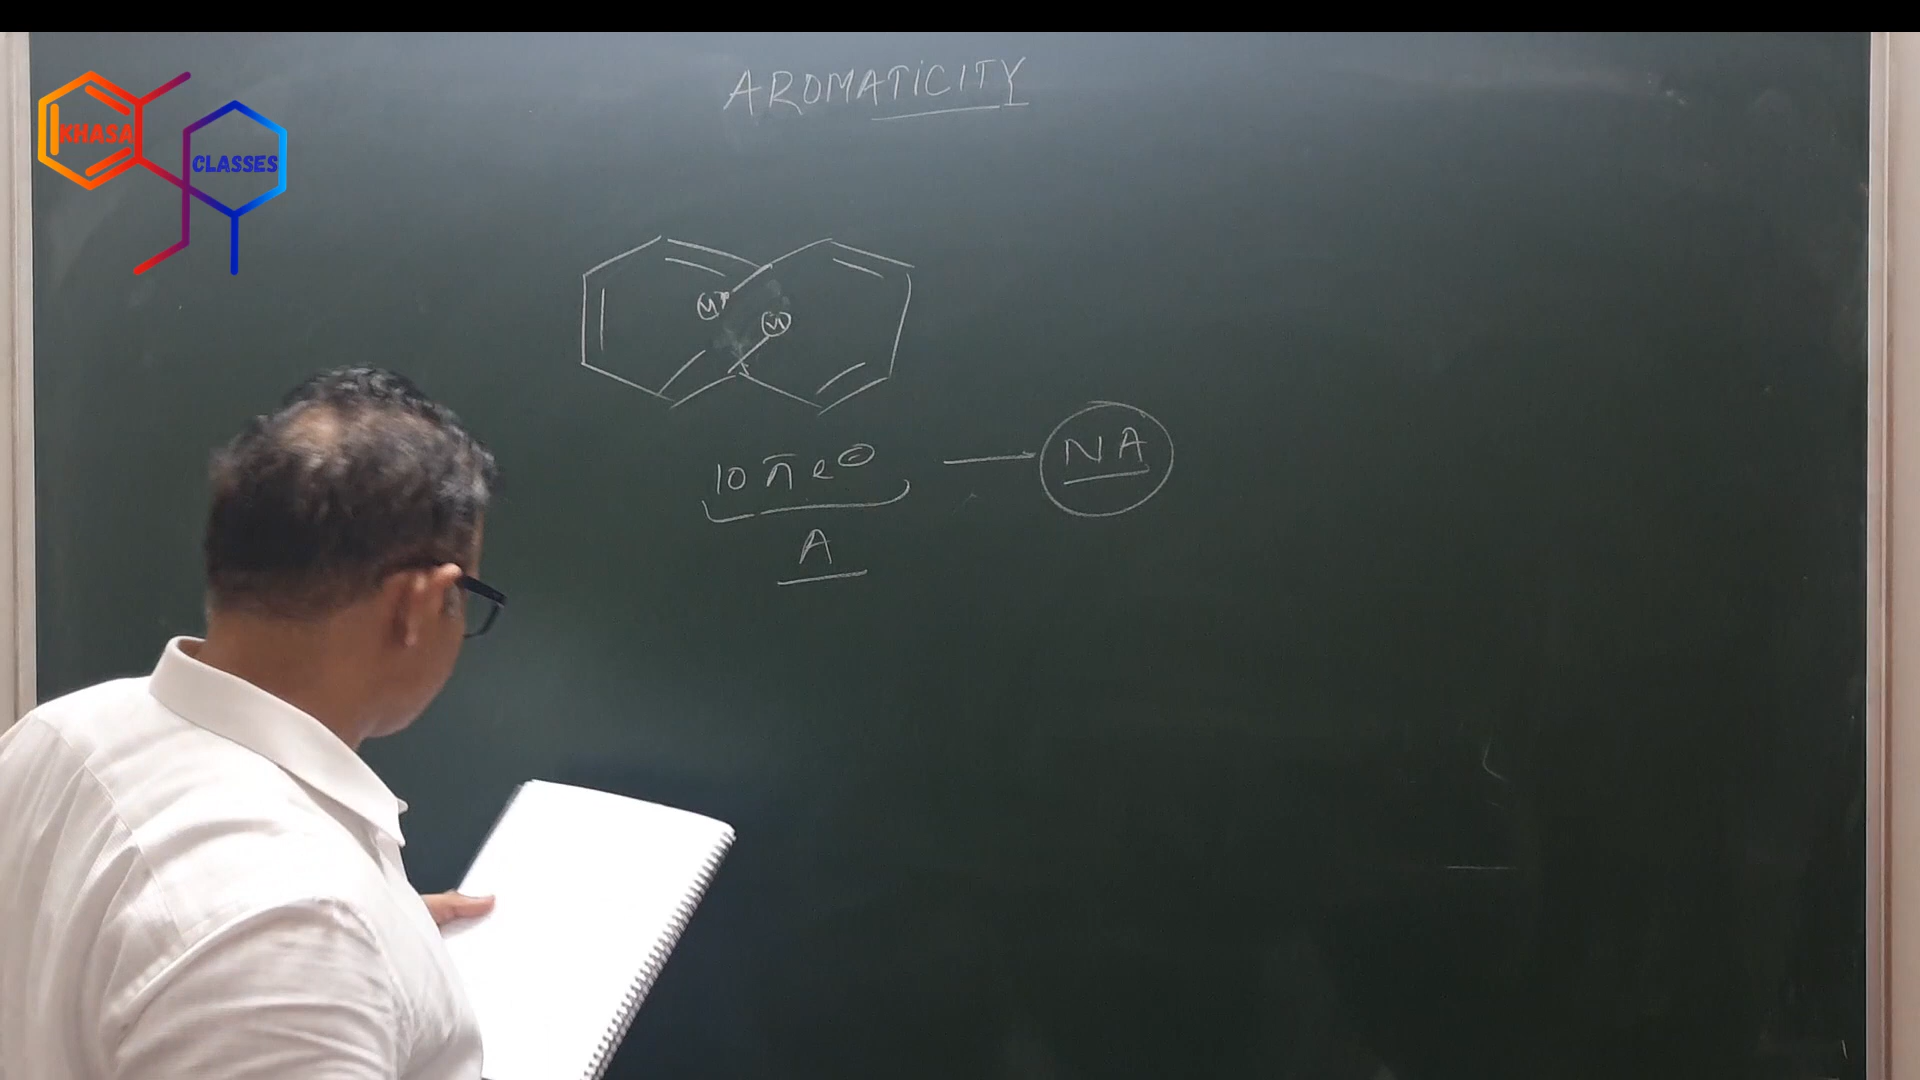 AROMATICITY
KHASA
CLASSES
H
H
10 π e⊖
NA
A